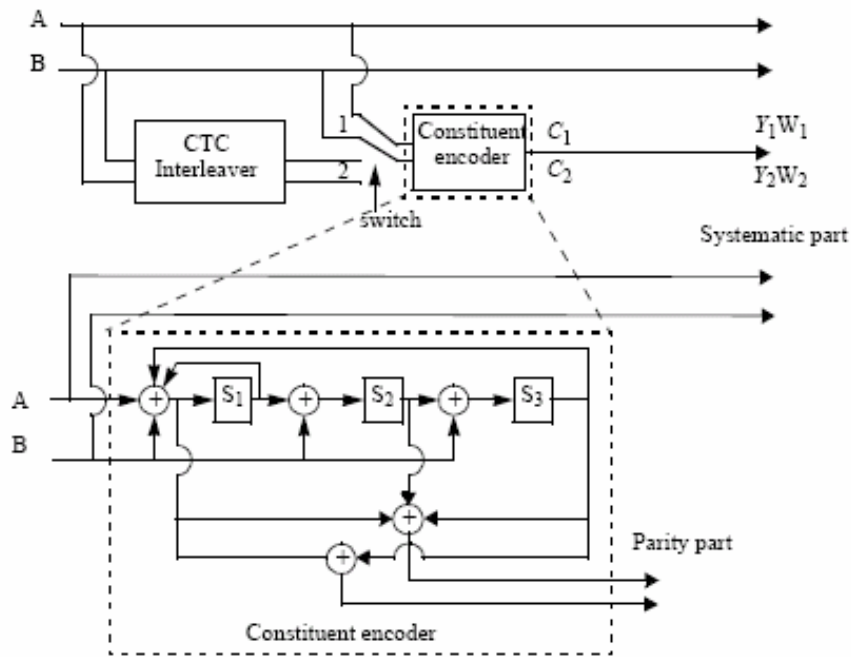 A
B
CTC
Interleaver
1
2
switch
Constituent
encoder
C₁
C₂
Y₁W₁
Y₂W₂
Systematic part
A
B
+
S₁
+
S₂
+
S₃
+
+
Parity part
Constituent encoder